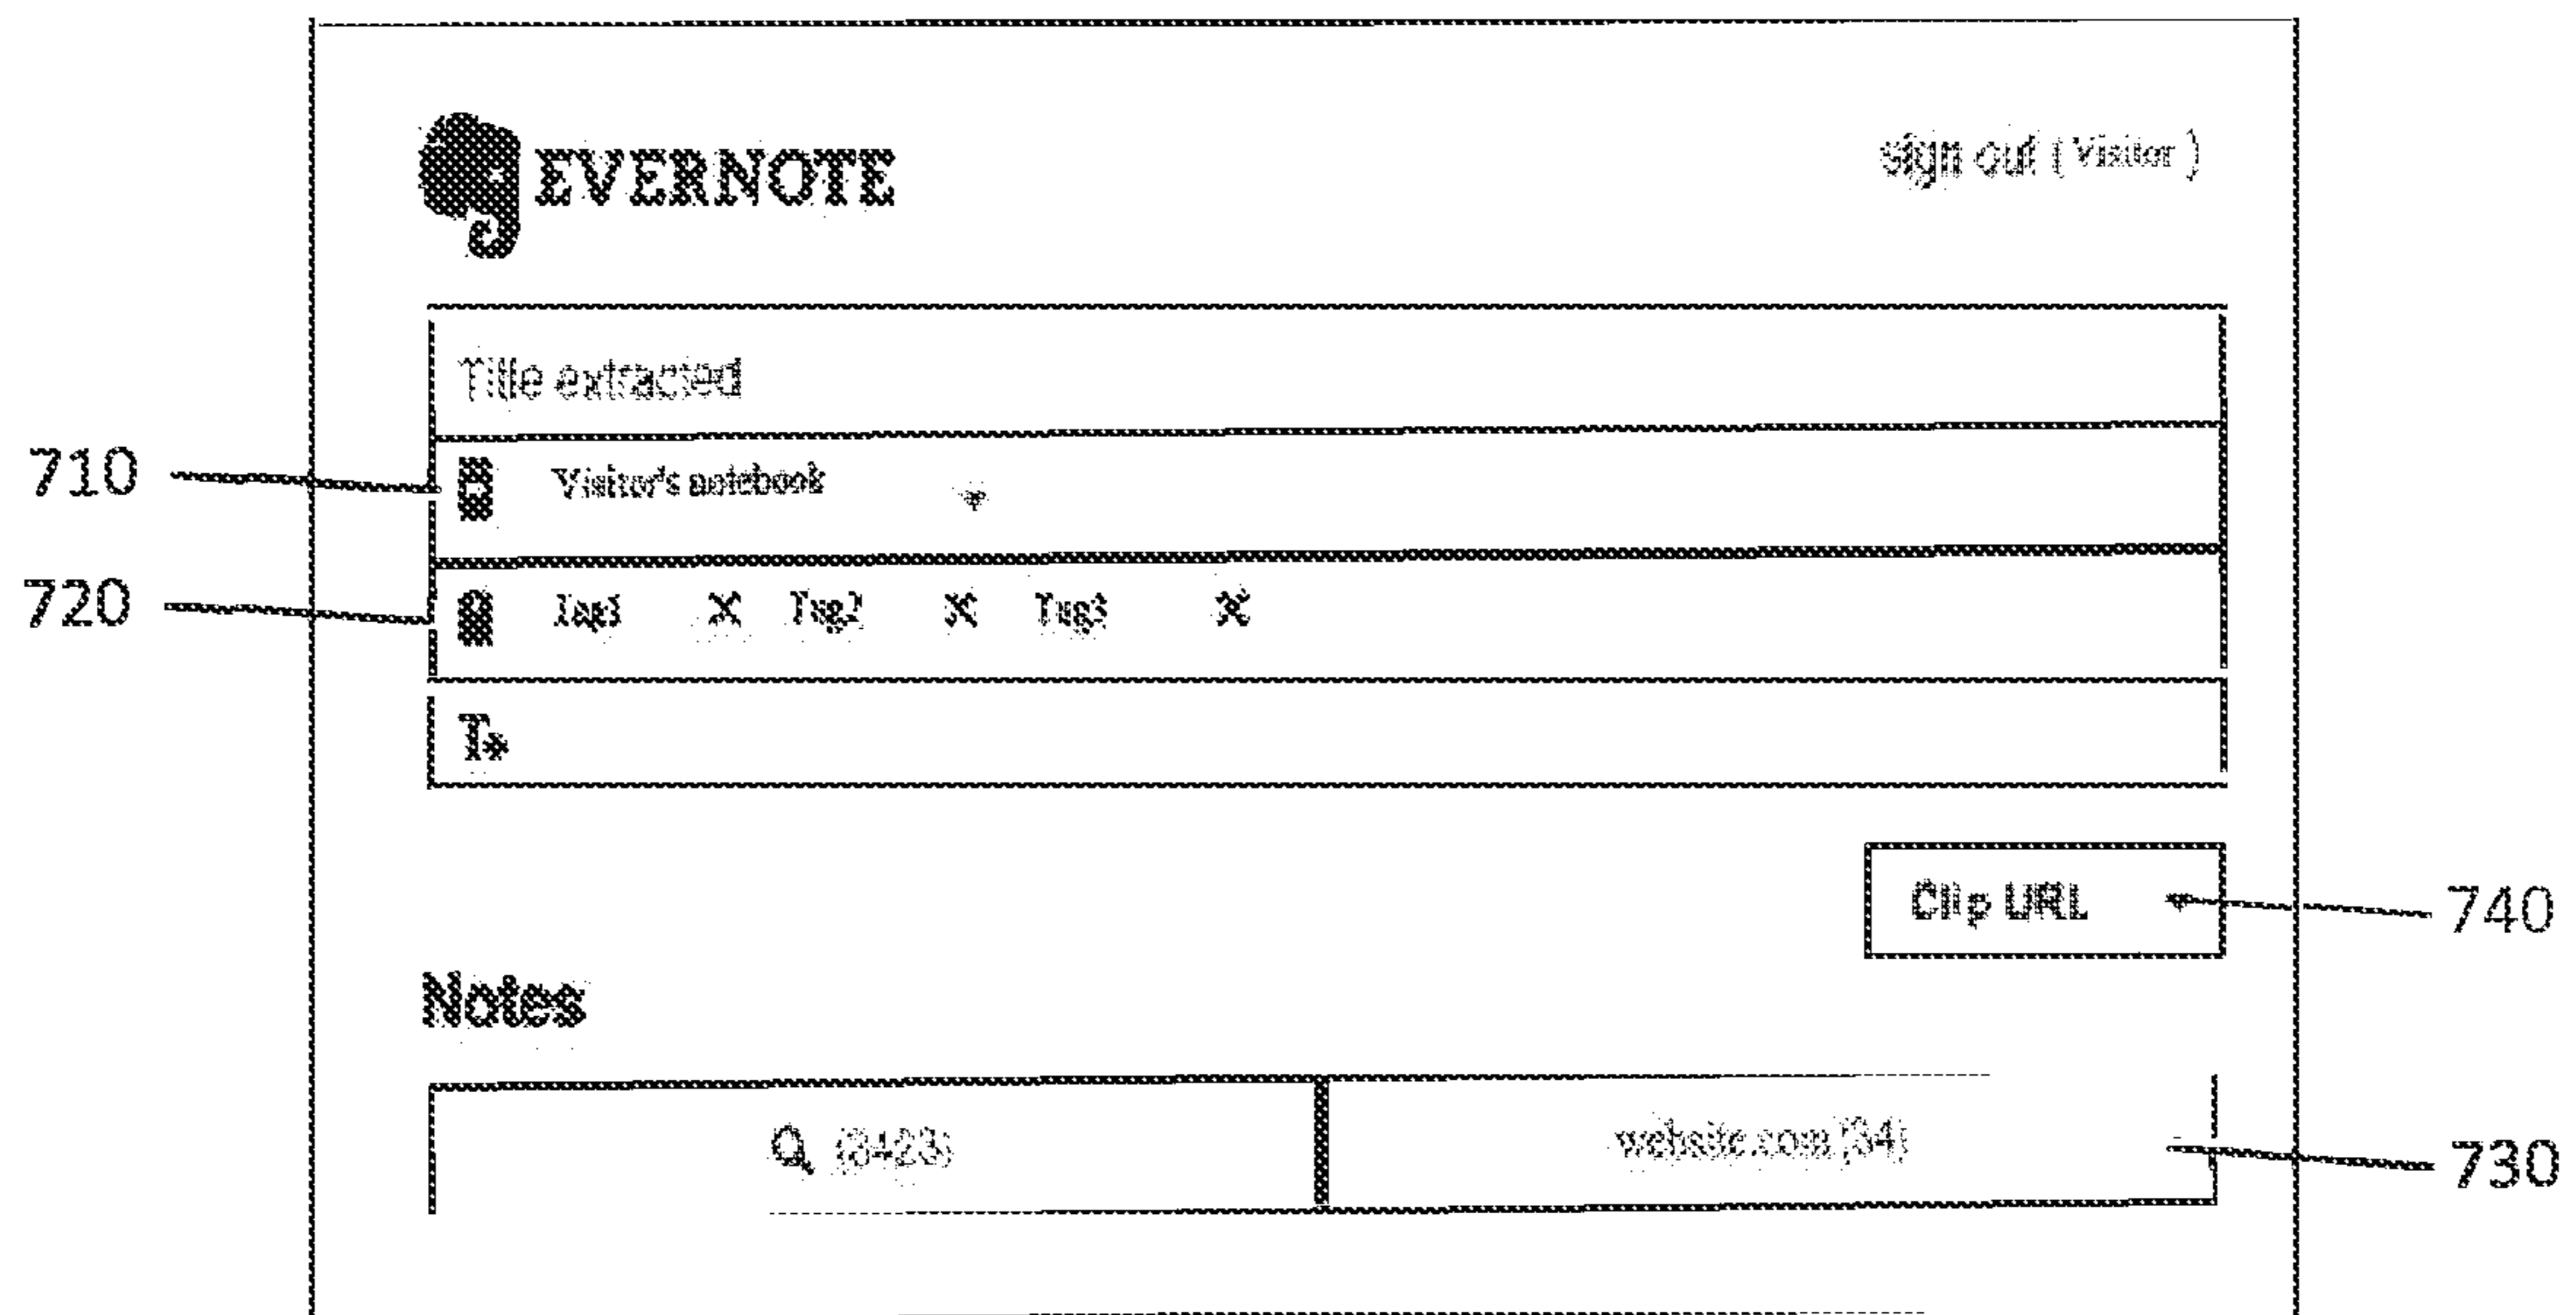 EVERNOTE
sign out (Visitor)
Title extracted
710
Visitor's notebook
720
Tag1 X Tag2 X Tag3 X
T
Clip URL
740
Notes
(3423)
website.com (34)
730